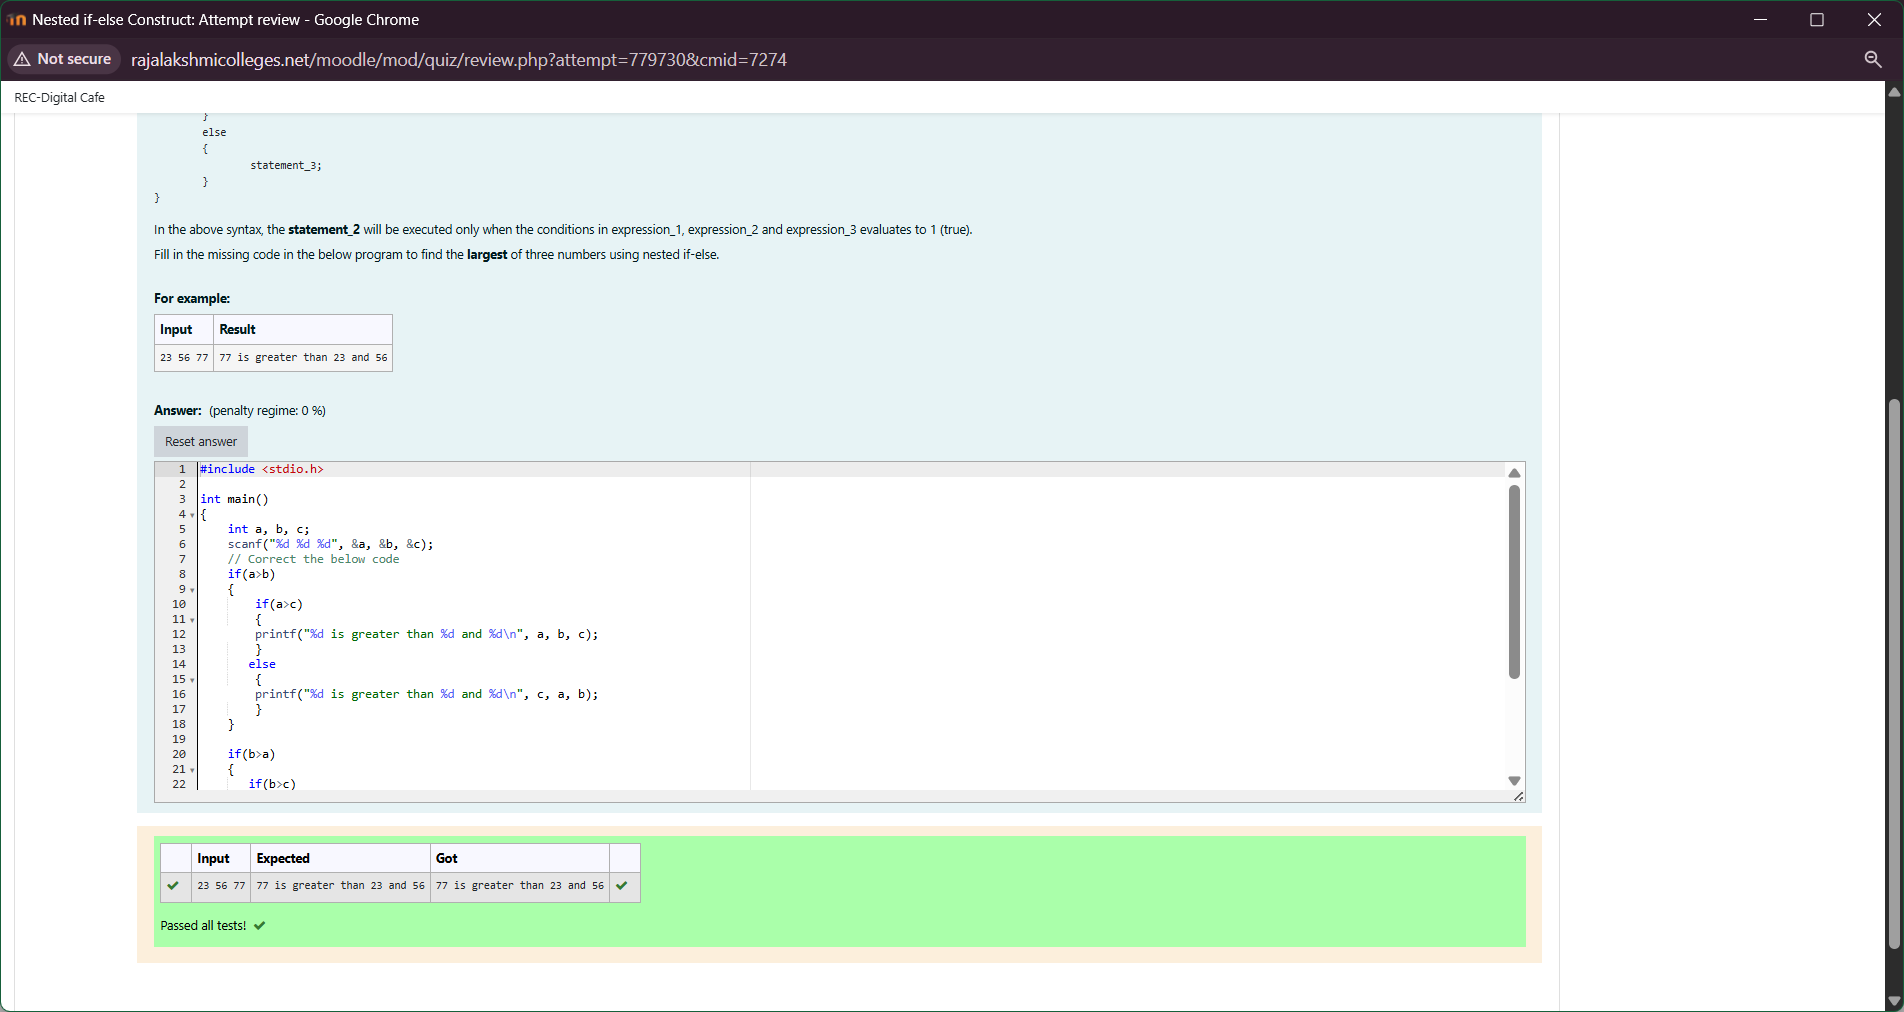 Nested if-else Construct: Attempt review - Google Chrome
Not secure rajalakshmicolleges.net/moodle/mod/quiz/review.php?attempt=779730&cmid=7274
REC-Digital Cafe
}
else
{
statement_3;
}
}
In the above syntax, the statement_2 will be executed only when the conditions in expression_1, expression_2 and expression_3 evaluates to 1 (true).
Fill in the missing code in the below program to find the largest of three numbers using nested if-else.
For example:
Input Result
23 56 77 77 is greater than 23 and 56
Answer: (penalty regime: 0 %)
Reset answer
1 #include <stdio.h>
2
3 int main()
4 {
5 int a, b, c;
6 scanf("%d %d %d", &a, &b, &c);
7 // Correct the below code
8 if(a>b)
9 {
10 if(a>c)
11 {
12 printf("%d is greater than %d and %d\n", a, b, c);
13 }
14 else
15 {
16 printf("%d is greater than %d and %d\n", c, a, b);
17 }
18 }
19
20 if(b>a)
21 {
22 if(b>c)
Input Expected Got
23 56 77 77 is greater than 23 and 56 77 is greater than 23 and 56
Passed all tests!